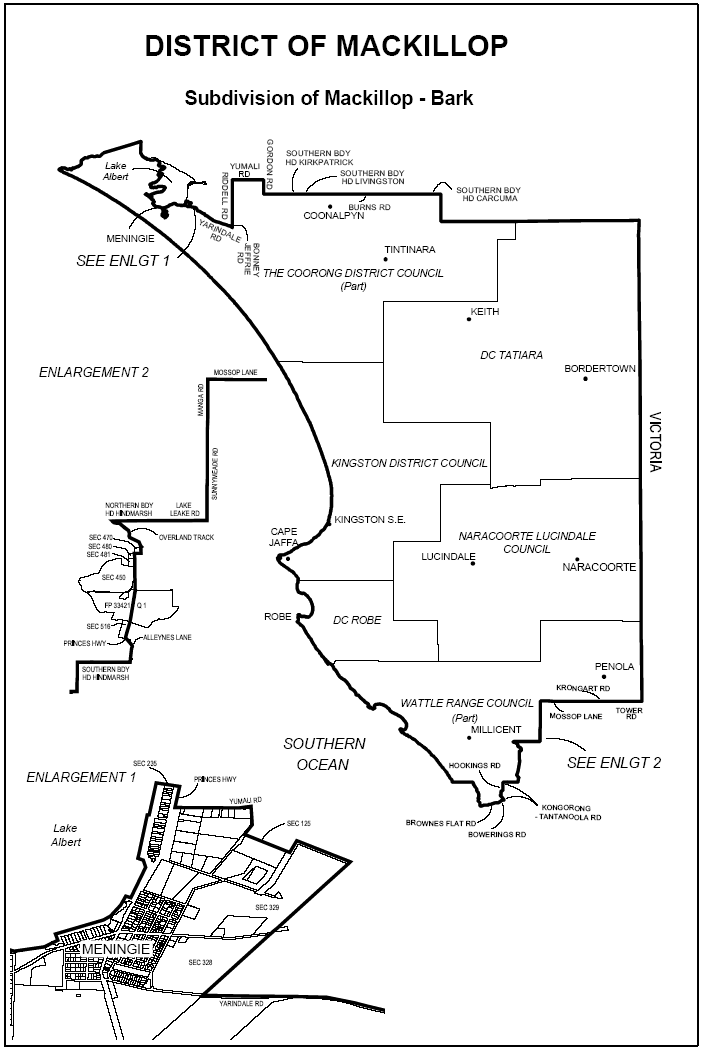 DISTRICT OF MACKILLOP
Subdivision of Mackillop - Bark
Lake
Albert
MENINGIE
SEE ENLGT 1
YARINDALE
RD
RIDDELL RD
YUMALI
RD
GORDON RD
BONNEY
JEFFRIE
RD
SOUTHERN BDY
HD KIRKPATRICK
SOUTHERN BDY
HD LIVINGSTON
BURNS RD
SOUTHERN BDY
HD CARCUMA
COONALPYN
TINTINARA
THE COORONG DISTRICT COUNCIL
(Part)
KEITH
DC TATIARA
BORDERTOWN
VICTORIA
KINGSTON DISTRICT COUNCIL
KINGSTON S.E.
CAPE
JAFFA
NARACOORTE LUCINDALE
COUNCIL
LUCINDALE
NARACOORTE
ROBE
DC ROBE
PENOLA
KRONGART RD
MOSSOP LANE
TOWER
RD
WATTLE RANGE COUNCIL
(Part)
MILLICENT
SEE ENLGT 2
HOOKINGS RD
KONGORONG
- TANTANOOLA RD
BROWNES FLAT RD
BOWERINGS RD
SOUTHERN
OCEAN
ENLARGEMENT 2
MOSSOP LANE
MANGA RD
SUNNYMEADE RD
NORTHERN BDY
HD HINDMARSH
LAKE
LEAKE RD
OVERLAND TRACK
SEC 470
SEC 480
SEC 481
SEC 450
FP 33421
Q 1
SEC 516
PRINCES HWY
ALLEYNES LANE
SOUTHERN BDY
HD HINDMARSH
ENLARGEMENT 1
SEC 235
PRINCES HWY
YUMALI RD
SEC 125
Lake
Albert
SEC 329
MENINGIE
SEC 328
YARINDALE RD